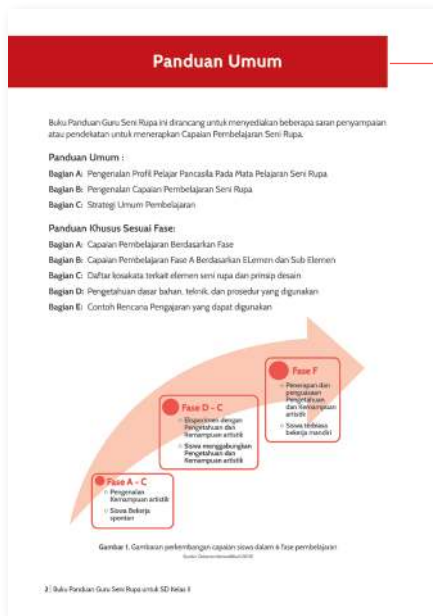 Panduan Umum
Buku Panduan Guru Seni Rupa ini dirancang untuk menyediakan beberapa saran penyampaian
atau pendekatan untuk menerapkan Capaian Pembelajaran Seni Rupa.
Panduan Umum :
Bagian A: Pengenalan Profil Pelajar Pancasila Pada Mata Pelajaran Seni Rupa
Bagian B: Pengenalan Capaian Pembelajaran Seni Rupa
Bagian C: Strategi Umum Pembelajaran
Panduan Khusus Sesuai Fase:
Bagian A: Capaian Pembelajaran Berdasarkan Fase
Bagian B: Capaian Pembelajaran Fase A Berdasarkan ELemen dan Sub Elemen
Bagian C: Daftar kosakata terkait elemen seni rupa dan prinsip desain
Bagian D: Pengetahuan dasar bahan, teknik, dan prosedur yang digunakan
Bagian E: Contoh Rencana Pengajaran yang dapat digunakan
Fase F
Penerapan dan
penguasaan
Pengetahuan
dan Kemampuan
artistik
Siswa terbiasa
bekerja mandiri
Fase D - C
Eksperimen dengan
Pengetahuan dan
Kemampuan artistik
Siswa menggabungkan
Pengetahuan dan
Kemampuan artistik
Fase A - C
Pengenalan
Kemampuan artistik
Siswa Bekerja
spontan
Gambar 1. Gambaran perkembangan capaian siswa dalam 6 fase pembelajaran
2 | Buku Panduan Guru Seni Rupa untuk SD Kelas II